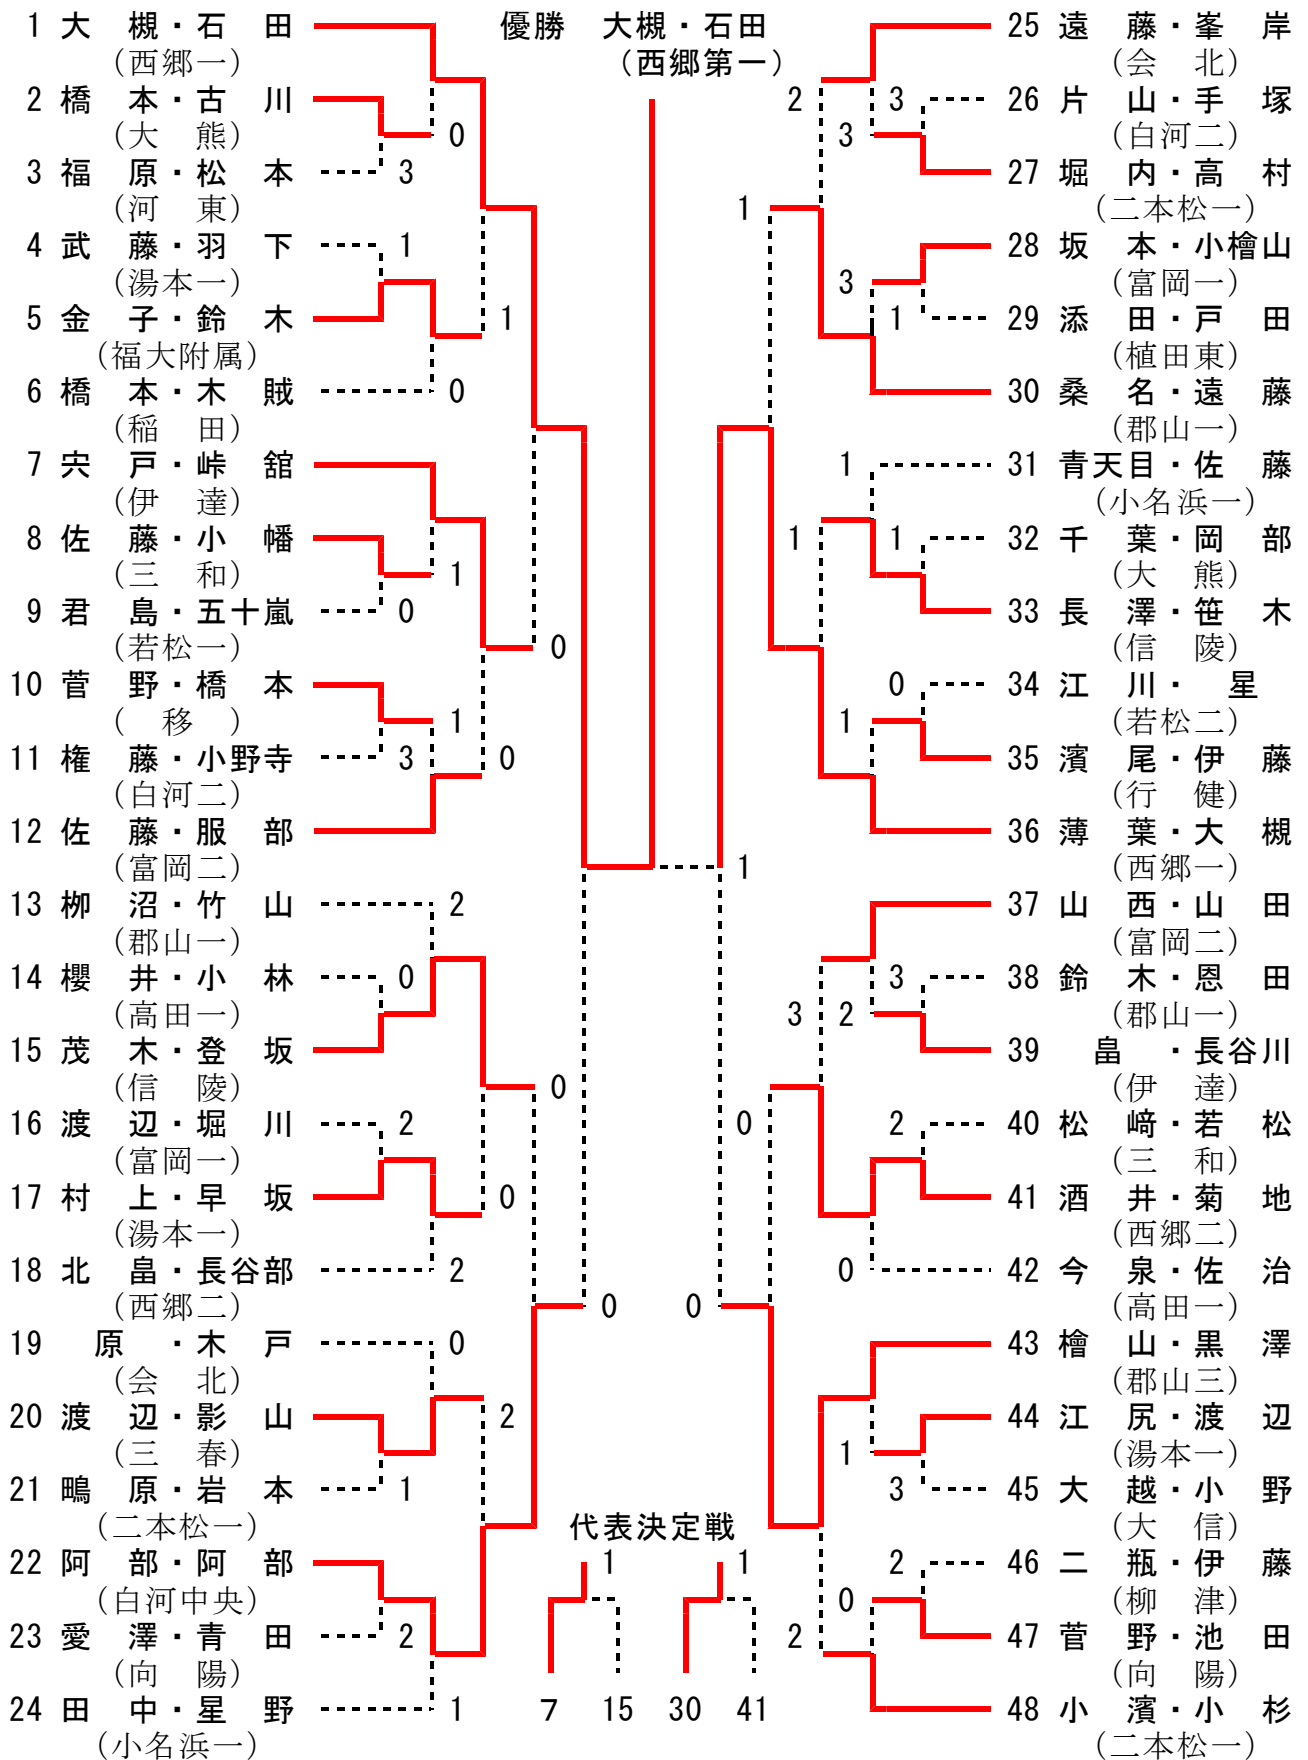 優勝　大槻・石田
（西郷第一）
1 大　槻・石　田
（西郷一）
2 橋　本・古　川
（大　熊）
0
3 福　原・松　本
3
（河　東）
4 武　藤・羽　下
1
（湯本一）
5 金　子・鈴　木
1
（福大附属）
6 橋　本・木　賊
0
（稲　田）
7 宍　戸・峠　舘
（伊　達）
8 佐　藤・小　幡
（三　和）
1
9 君　島・五十嵐
0
（若松一）
0
10 菅　野・橋　本
（　移　）
1
11 権　藤・小野寺
3
0
（白河二）
12 佐　藤・服　部
（富岡二）
13 栁　沼・竹　山
2
（郡山一）
14 櫻　井・小　林
0
（高田一）
15 茂　木・登　坂
（信　陵）
0
16 渡　辺・堀　川
2
（富岡一）
17 村　上・早　坂
0
（湯本一）
18 北　畠・長谷部
2
（西郷二）
0
19 原　・木　戸
0
（会　北）
20 渡　辺・影　山
2
（三　春）
21 鴫　原・岩　本
1
（二本松一）
22 阿　部・阿　部
（白河中央）
23 愛　澤・青　田
2
（向　陽）
24 田　中・星　野
1
（小名浜一）
25 遠　藤・峯　岸
（会　北）
2
3
26 片　山・手　塚
（白河二）
3
27 堀　内・高　村
（二本松一）
1
28 坂　本・小檜山
（富岡一）
3
1
29 添　田・戸　田
（植田東）
30 桑　名・遠　藤
（郡山一）
1
31 青天目・佐　藤
（小名浜一）
1
1
32 千　葉・岡　部
（大　熊）
33 長　澤・笹　木
（信　陵）
0
34 江　川・　星
（若松二）
1
35 濱　尾・伊　藤
（行　健）
36 薄　葉・大　槻
（西郷一）
1
37 山　西・山　田
（富岡二）
3
38 鈴　木・恩　田
（郡山一）
3
2
39 畠　・長谷川
（伊　達）
0
2
40 松　﨑・若　松
（三　和）
41 酒　井・菊　地
（西郷二）
0
42 今　泉・佐　治
（高田一）
0
43 檜　山・黒　澤
（郡山三）
44 江　尻・渡　辺
（湯本一）
1
3
45 大　越・小　野
（大　信）
2
46 二　瓶・伊　藤
（柳　津）
0
2
47 菅　野・池　田
（向　陽）
48 小　濱・小　杉
（二本松一）
代表決定戦
1
1
7
15
30
41